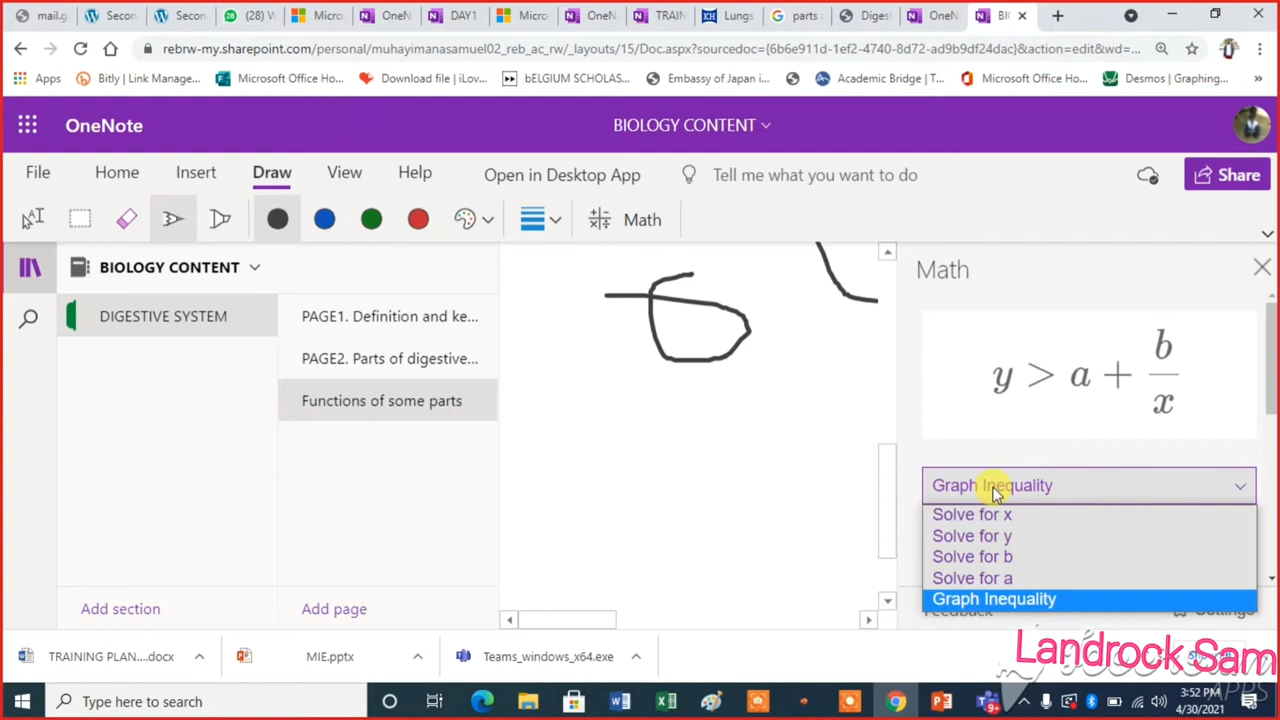 mail.g
Secon
Secon
(28) W
Micro
OneN
DAY1
Micro
OneN
TRAIN
Lungs
parts
Digest
OneN
BI
rebrw-my.sharepoint.com/personal/muhayimanasamuel02_reb_ac_rw/_layouts/15/Doc.aspx?sourcedoc={6b6e911d-1ef2-4740-8d72-ad9b9df24dac}&action=edit&wd=...
Apps
Bitly | Link Manage...
Microsoft Office Ho...
Download file | iLov...
bELGIUM SCHOLAS...
Embassy of Japan i...
Academic Bridge | T...
Microsoft Office Hom...
Desmos | Graphing...
OneNote
BIOLOGY CONTENT
File
Home
Insert
Draw
View
Help
Open in Desktop App
Tell me what you want to do
Share
Math
BIOLOGY CONTENT
DIGESTIVE SYSTEM
PAGE1. Definition and ke...
PAGE2. Parts of digestive...
Functions of some parts
Add section
Add page
Math
y > a + b/x
Graph Inequality
Solve for x
Solve for y
Solve for b
Solve for a
Graph Inequality
Feedback
Settings
Landrock Sam
TRAINING PLAN....docx
MIE.pptx
Teams_windows_x64.exe
Type here to search
APPS
3:52 PM
4/30/2021